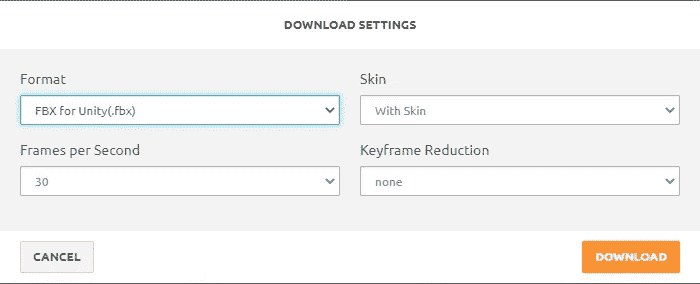 DOWNLOAD SETTINGS
Format
Skin
FBX for Unity(.fbx)
With Skin
Frames per Second
Keyframe Reduction
30
none
CANCEL
DOWNLOAD